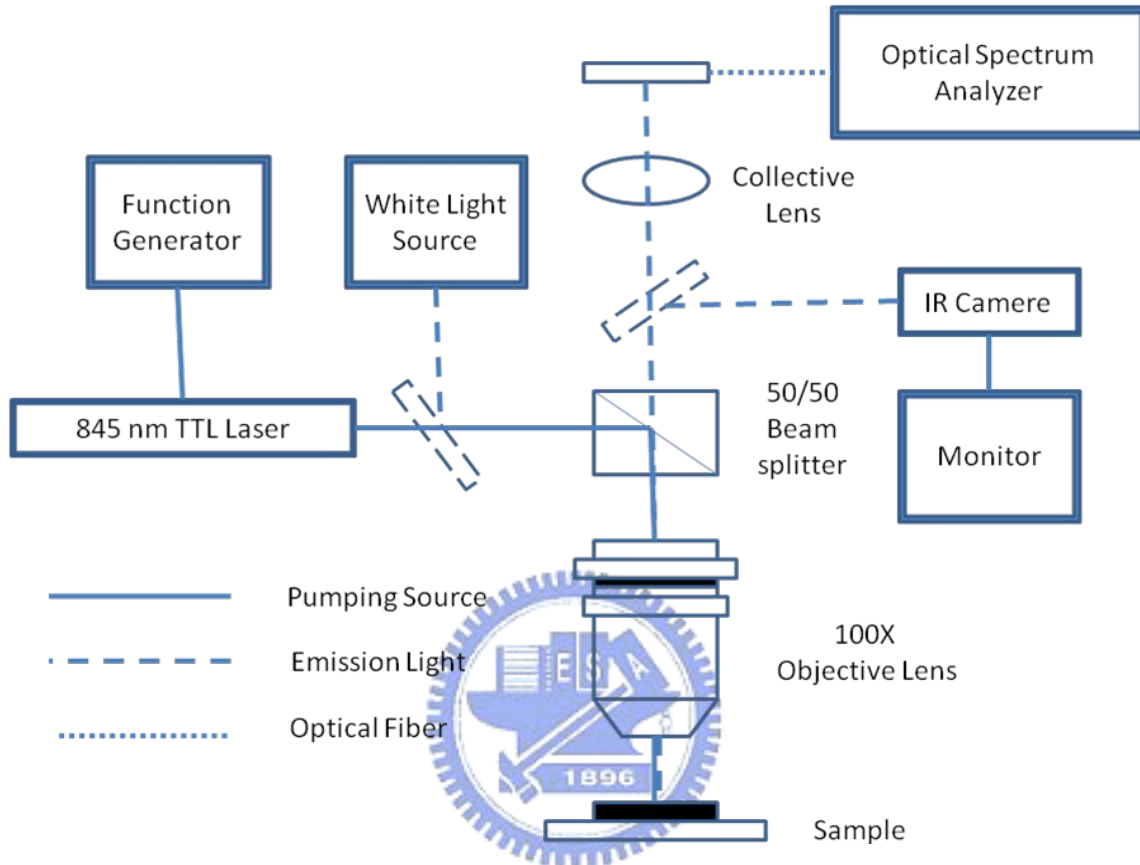 Optical Spectrum
Analyzer
Collective
Lens
Function
Generator
White Light
Source
IR Camere
845 nm TTL Laser
50/50
Beam
splitter
Monitor
Pumping Source
Emission Light
Optical Fiber
100X
Objective Lens
E S A
1896
Sample